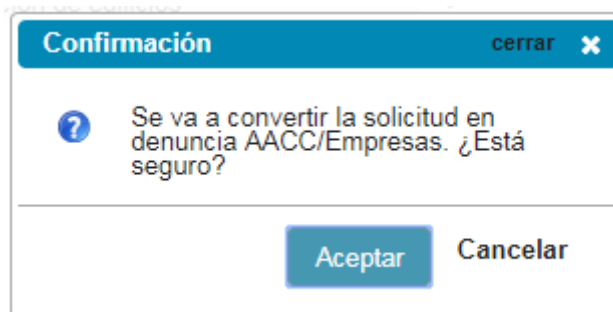 Confirmación cerrar
Se va a convertir la solicitud en
denuncia AACC/Empresas. ¿Está
seguro?
Aceptar Cancelar